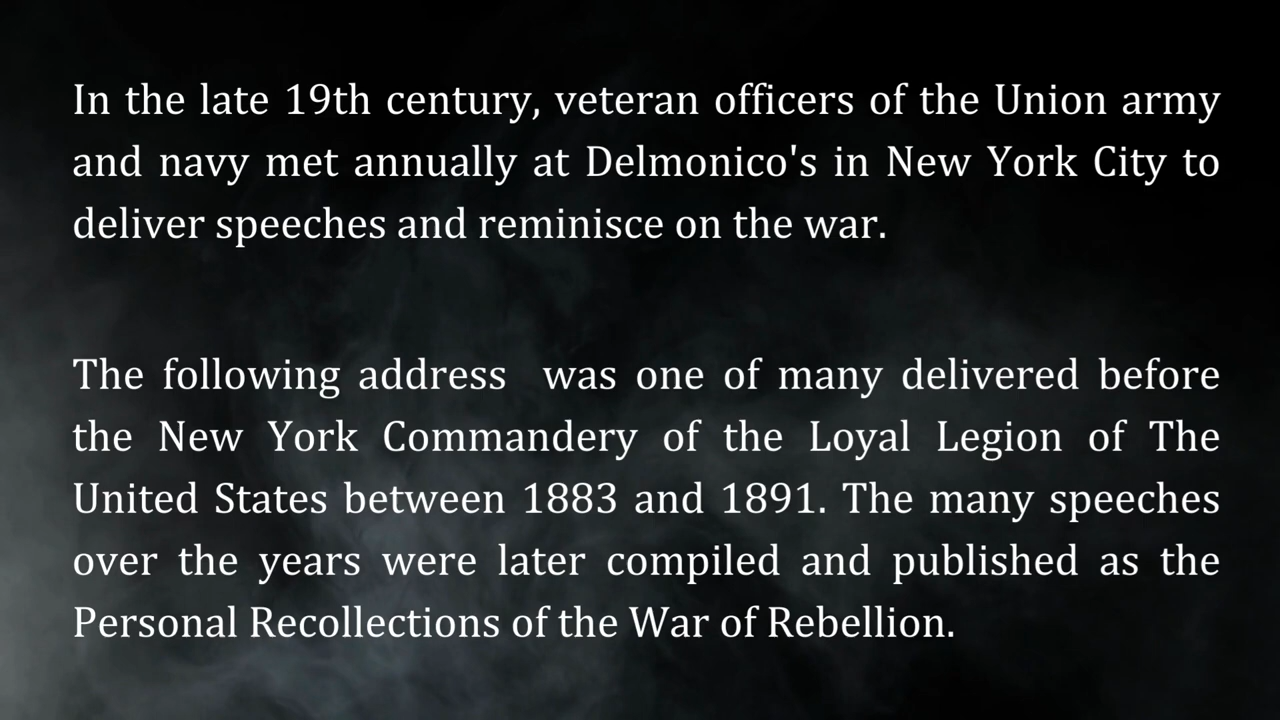 In the late 19th century, veteran officers of the Union army
and navy met annually at Delmonico's in New York City to
deliver speeches and reminisce on the war.
The following address was one of many delivered before
the New York Commandery of the Loyal Legion of The
United States between 1883 and 1891. The many speeches
over the years were later compiled and published as the
Personal Recollections of the War of Rebellion.